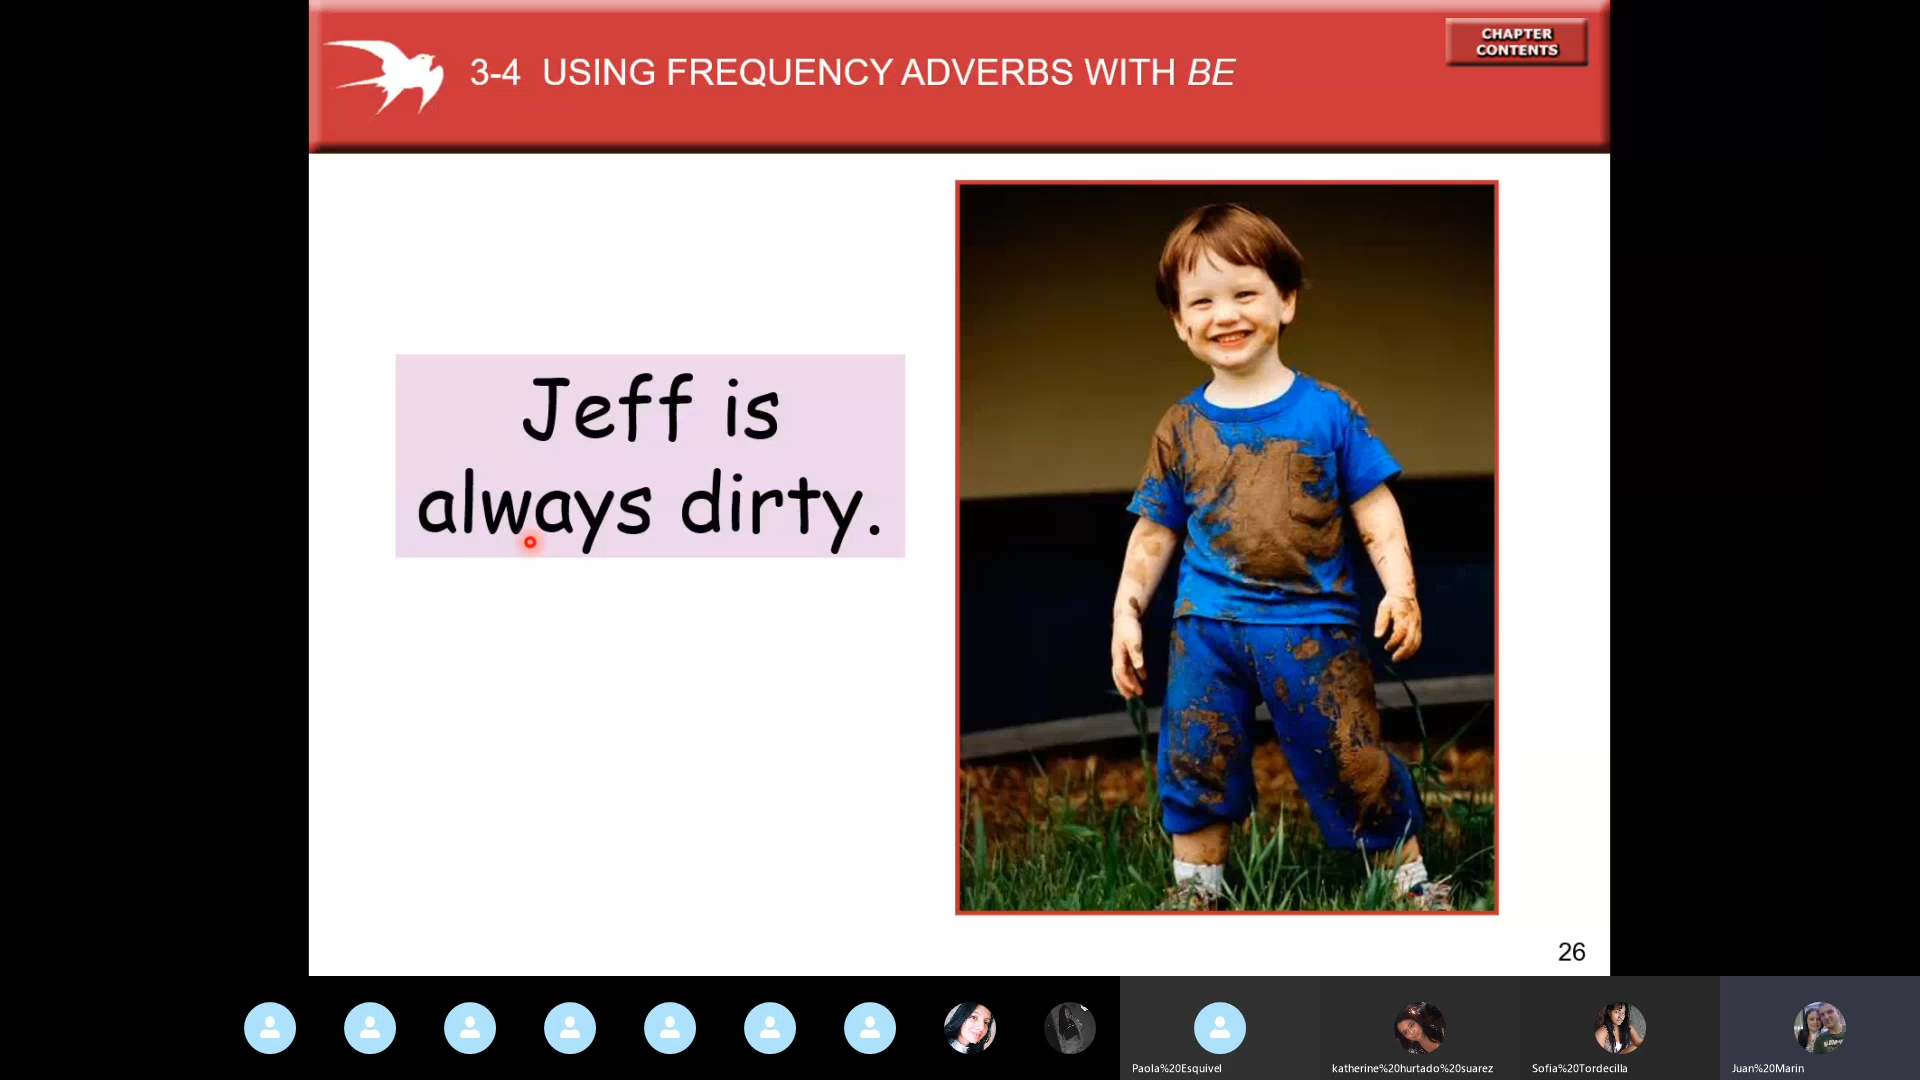 CHAPTER
CONTENTS
3-4 USING FREQUENCY ADVERBS WITH BE
Jeff is
always dirty.
26
Paola%20Esquivel
katherine%20hurtado%20suarez
Sofia%20Tordecilla
Juan%20Marin